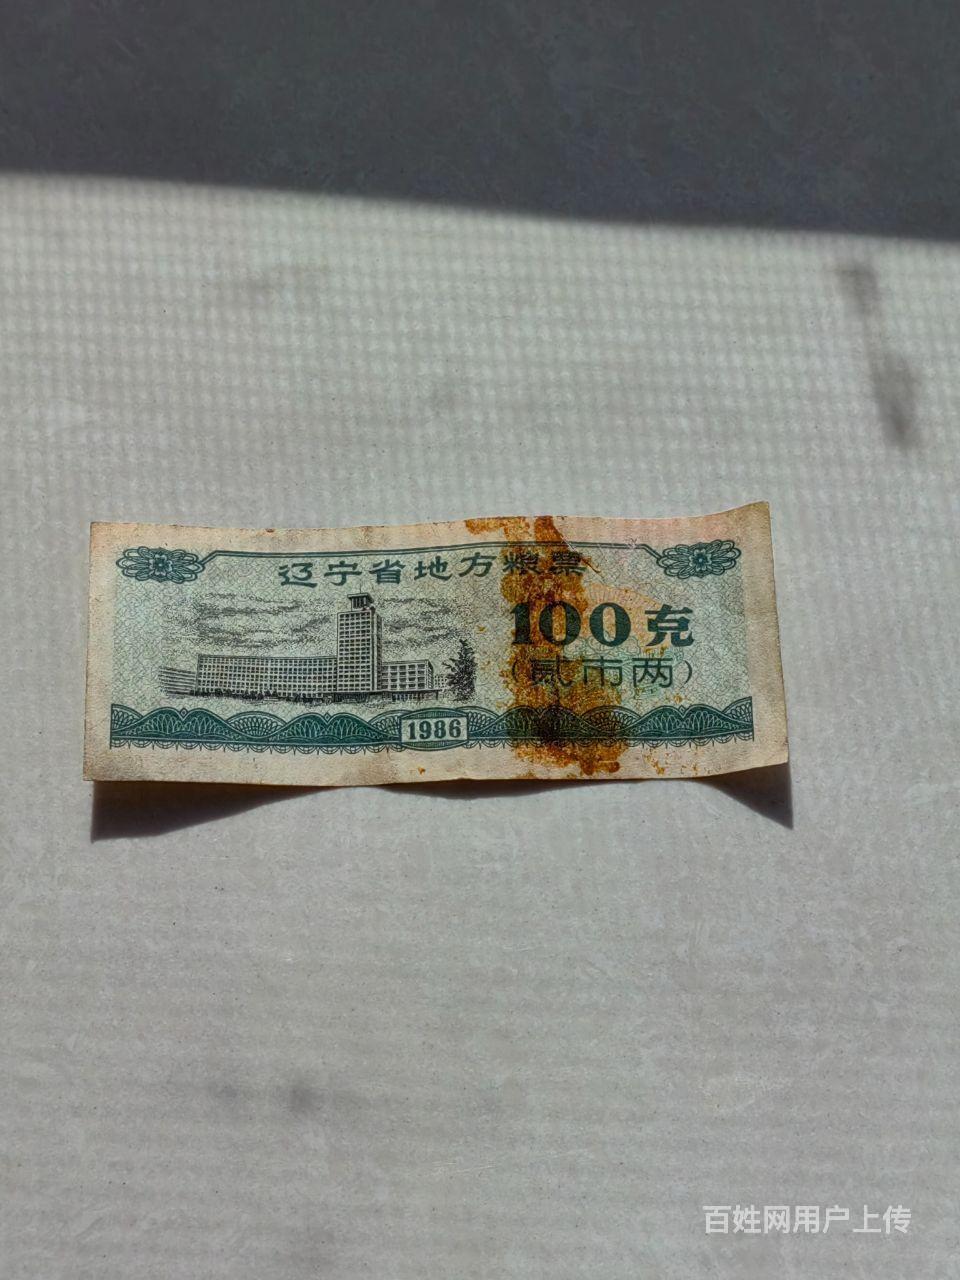 辽宁省地方粮票
100克
(贰市两)
1986
百姓网用户上传